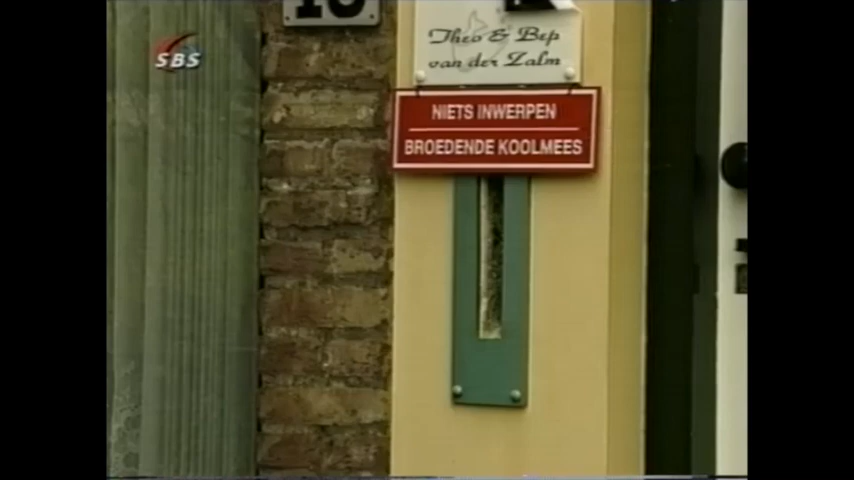 SBS
Theo & Bep
van der Zalm
NIETS INWERPEN
BROEDENDE KOOLMEES